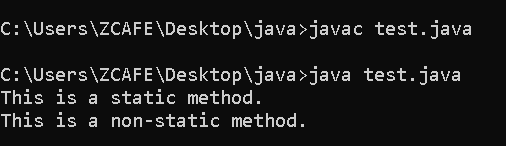 C:\Users\ZCAFE\Desktop\java>javac test.java
C:\Users\ZCAFE\Desktop\java>java test.java
This is a static method.
This is a non-static method.